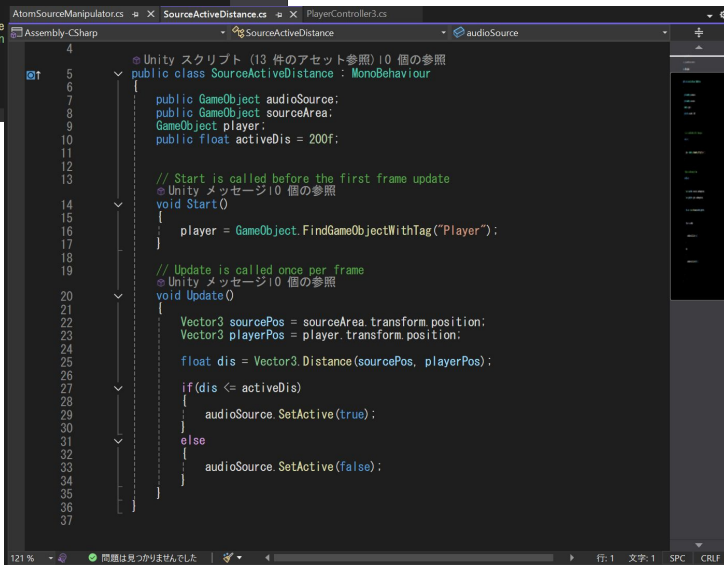 AtomSourceManipulator.cs SourceActiveDistance.cs PlayerController3.cs
Assembly-CSharp SourceActiveDistance audioSource
4
Unity スクリプト (13 件のアセット参照)|0 個の参照
5 public class SourceActiveDistance : MonoBehaviour
6 {
7 public GameObject audioSource;
8 public GameObject sourceArea;
9 GameObject player;
10 public float activeDis = 200f;
11
12
13 // Start is called before the first frame update
Unity メッセージ|0 個の参照
14 void Start()
15 {
16 player = GameObject.FindGameObjectWithTag("Player");
17 }
18
19 // Update is called once per frame
Unity メッセージ|0 個の参照
20 void Update()
21 {
22 Vector3 sourcePos = sourceArea.transform.position;
23 Vector3 playerPos = player.transform.position;
24
25 float dis = Vector3.Distance(sourcePos, playerPos);
26
27 if(dis <= activeDis)
28 {
29 audioSource.SetActive(true);
30 }
31 else
32 {
33 audioSource.SetActive(false);
34 }
35 }
36 }
37
121 % 問題は見つかりませんでした 行: 1 文字: 1 SPC CRLF